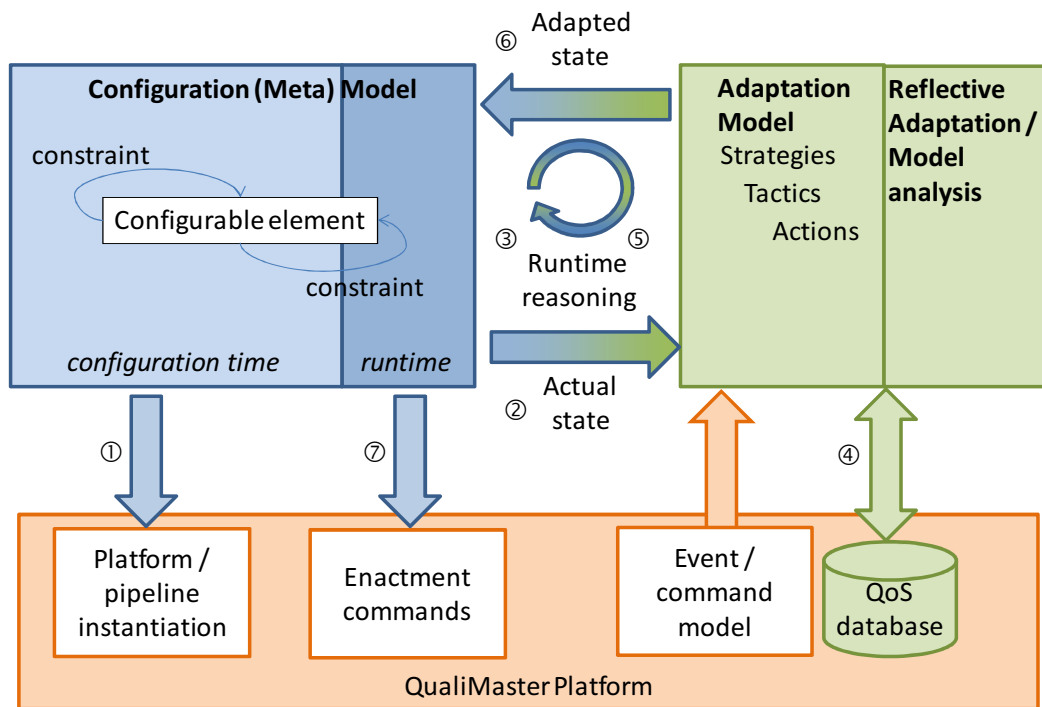 ⑥
Adapted
state
Configuration (Meta) Model
constraint
Configurable element
constraint
configuration time
runtime
③
⑤
Runtime
reasoning
②
Actual
state
Adaptation
Model
Strategies
Tactics
Actions
Reflective
Adaptation /
Model
analysis
①
⑦
④
Platform /
pipeline
instantiation
Enactment
commands
Event /
command
model
QoS
database
QualiMaster Platform